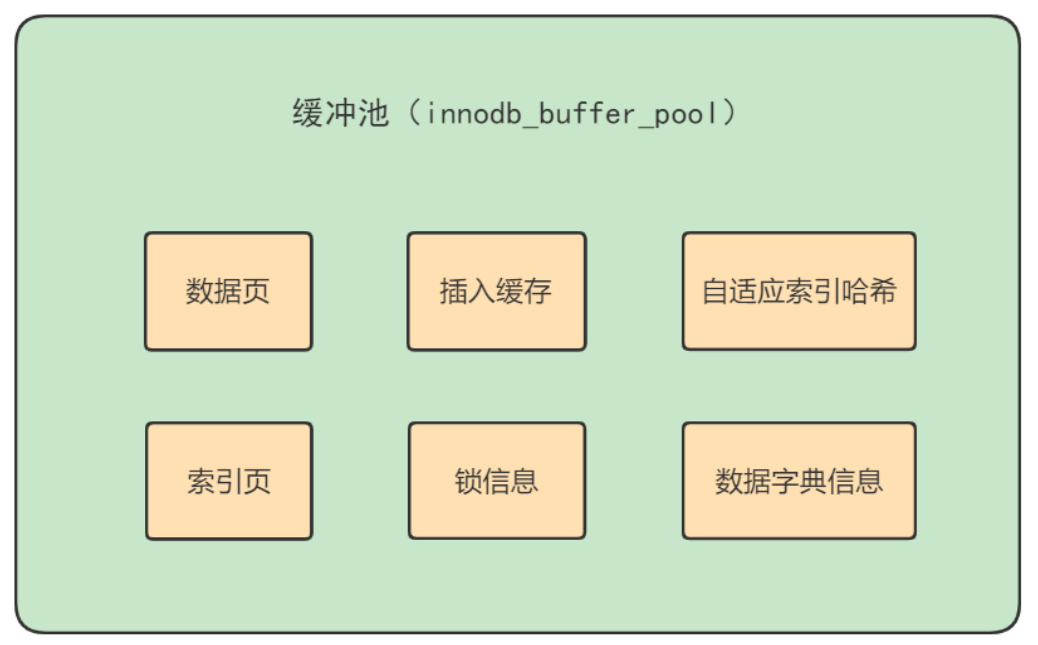 缓冲池（innodb_buffer_pool）
数据页
插入缓存
自适应索引哈希
索引页
锁信息
数据字典信息